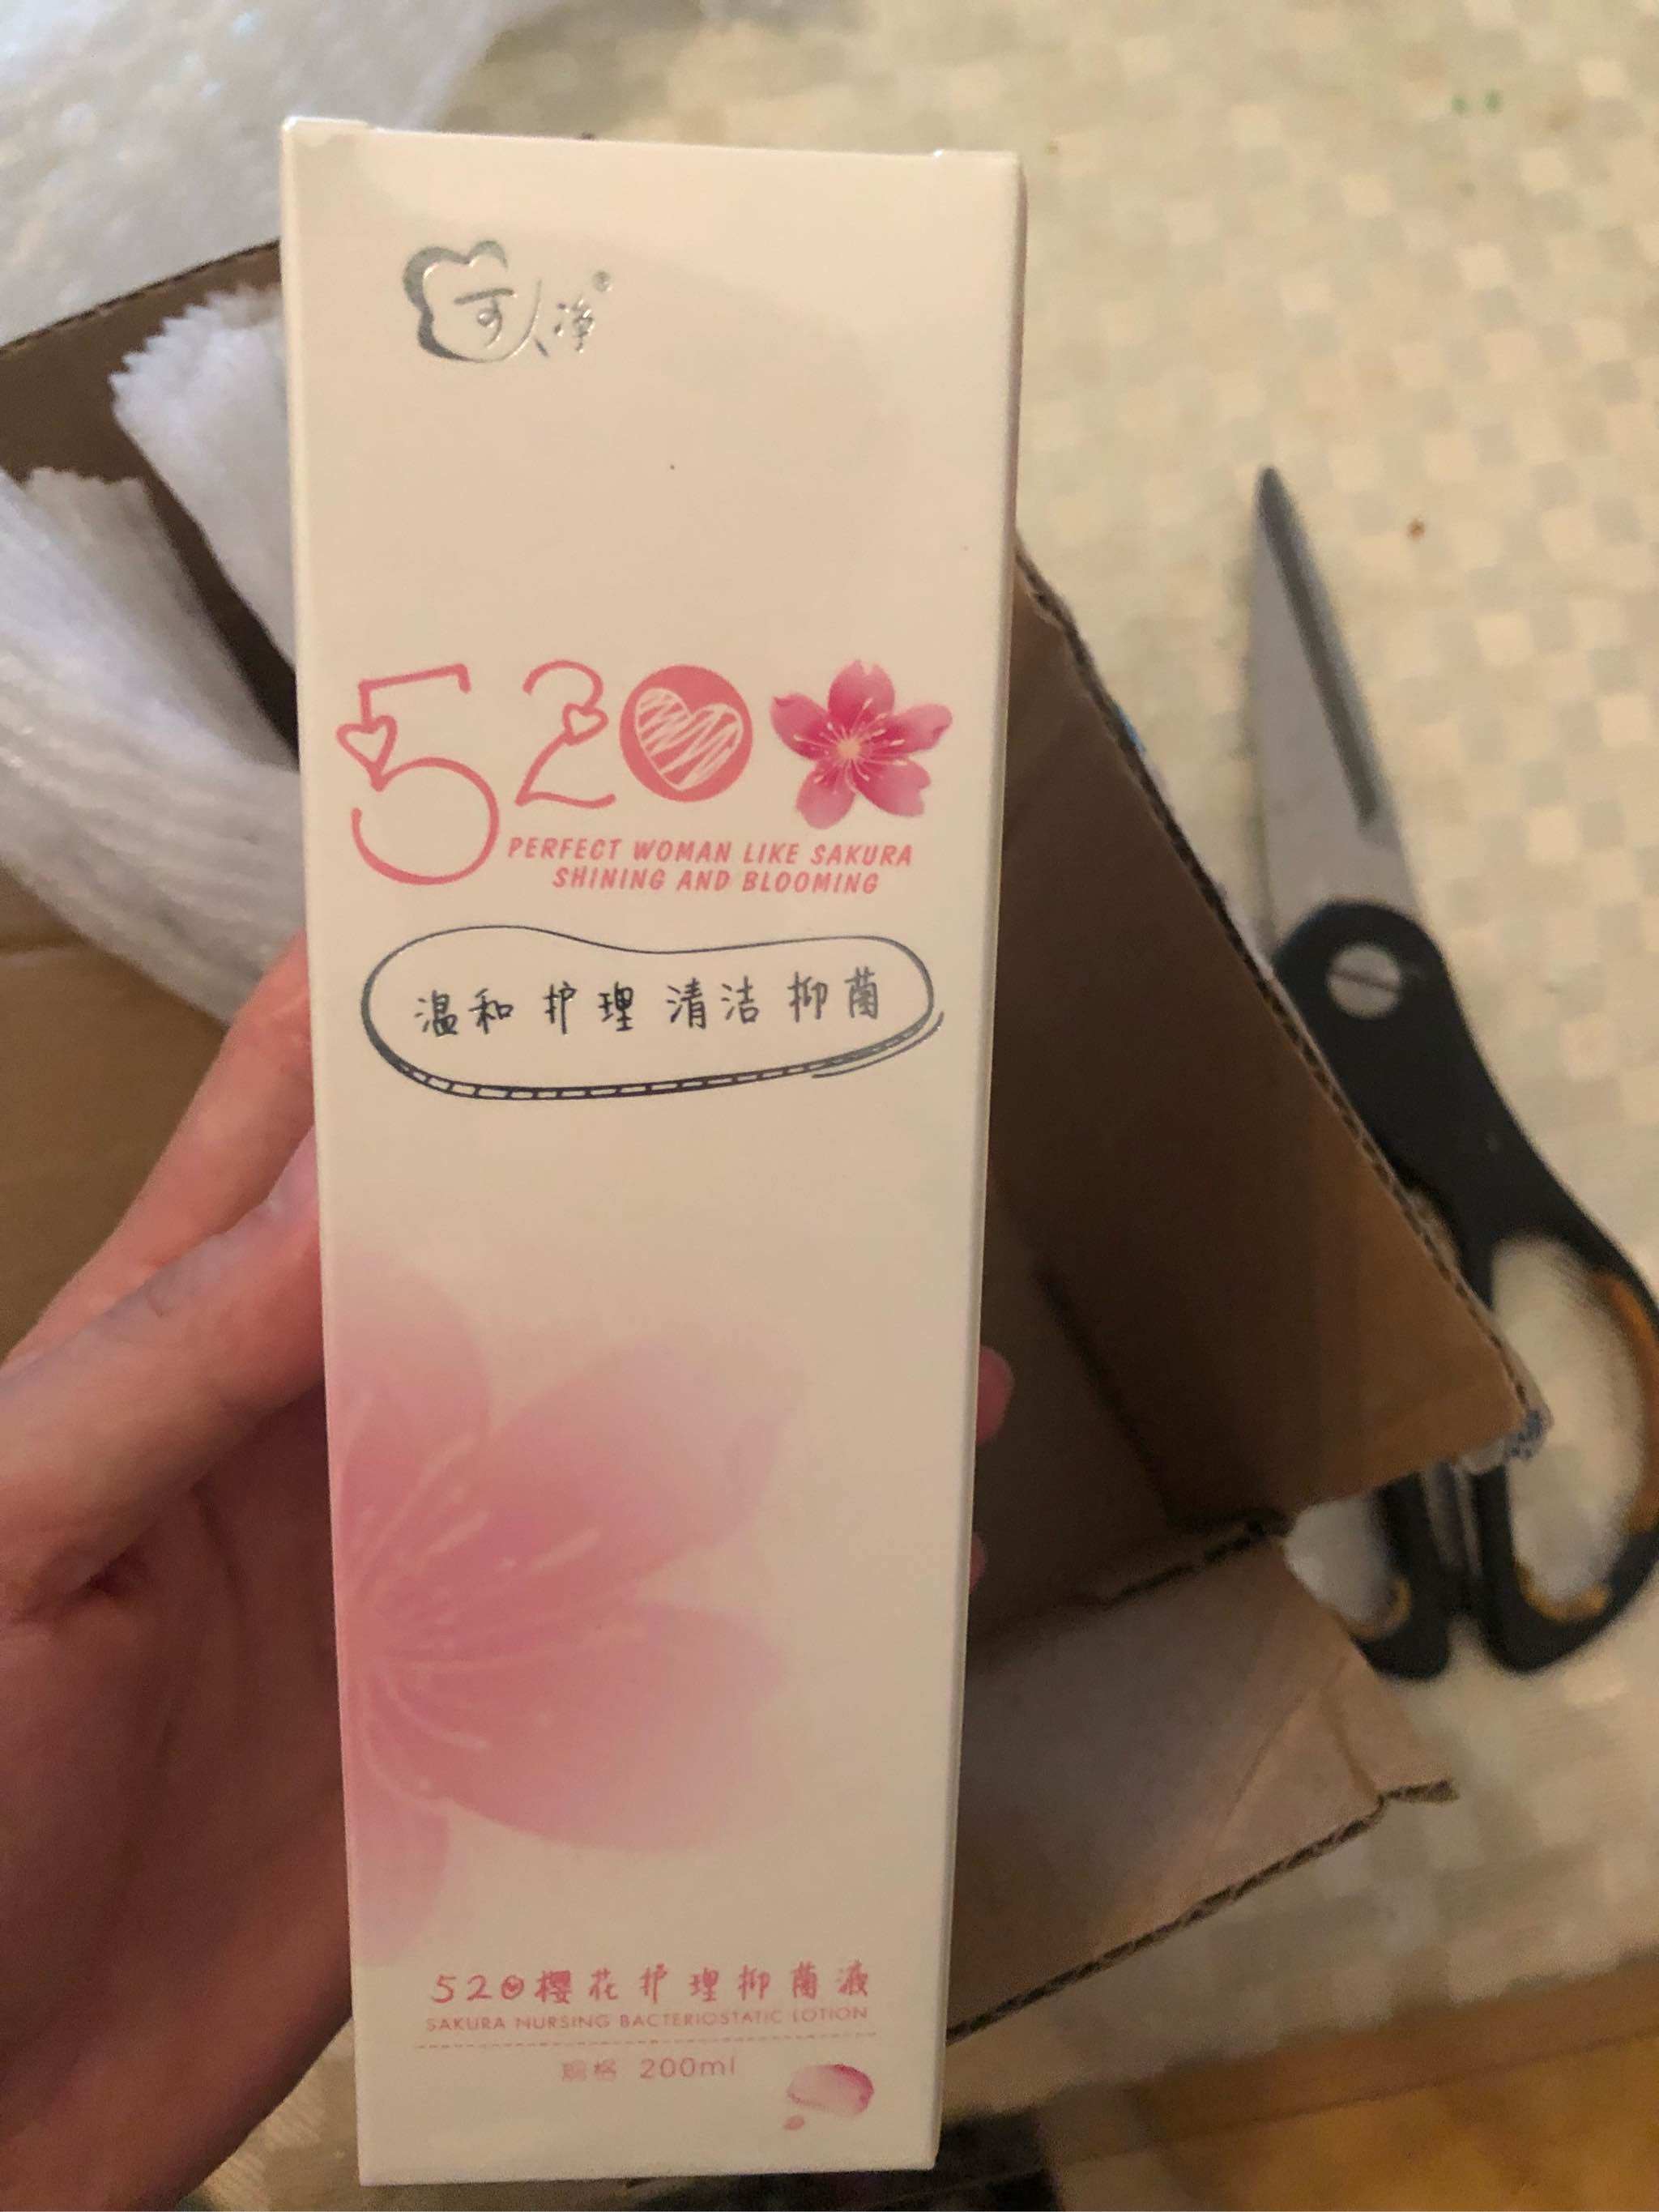 可人净®
520
PERFECT WOMAN LIKE SAKURA
SHINING AND BLOOMING
温和 护理 清洁 抑菌
520樱花护理抑菌液
SAKURA NURSING BACTERIOSTATIC LOTION
规格 200ml